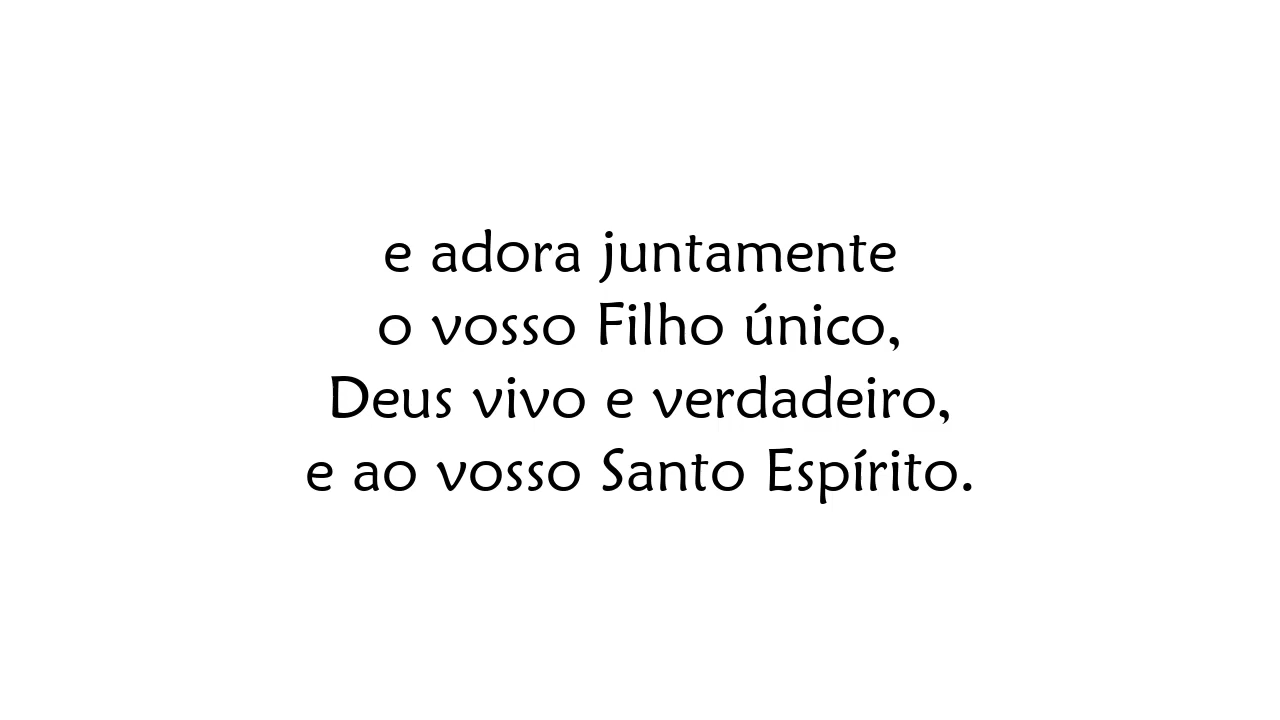 e adora juntamente
o vosso Filho único,
Deus vivo e verdadeiro,
e ao vosso Santo Espírito.